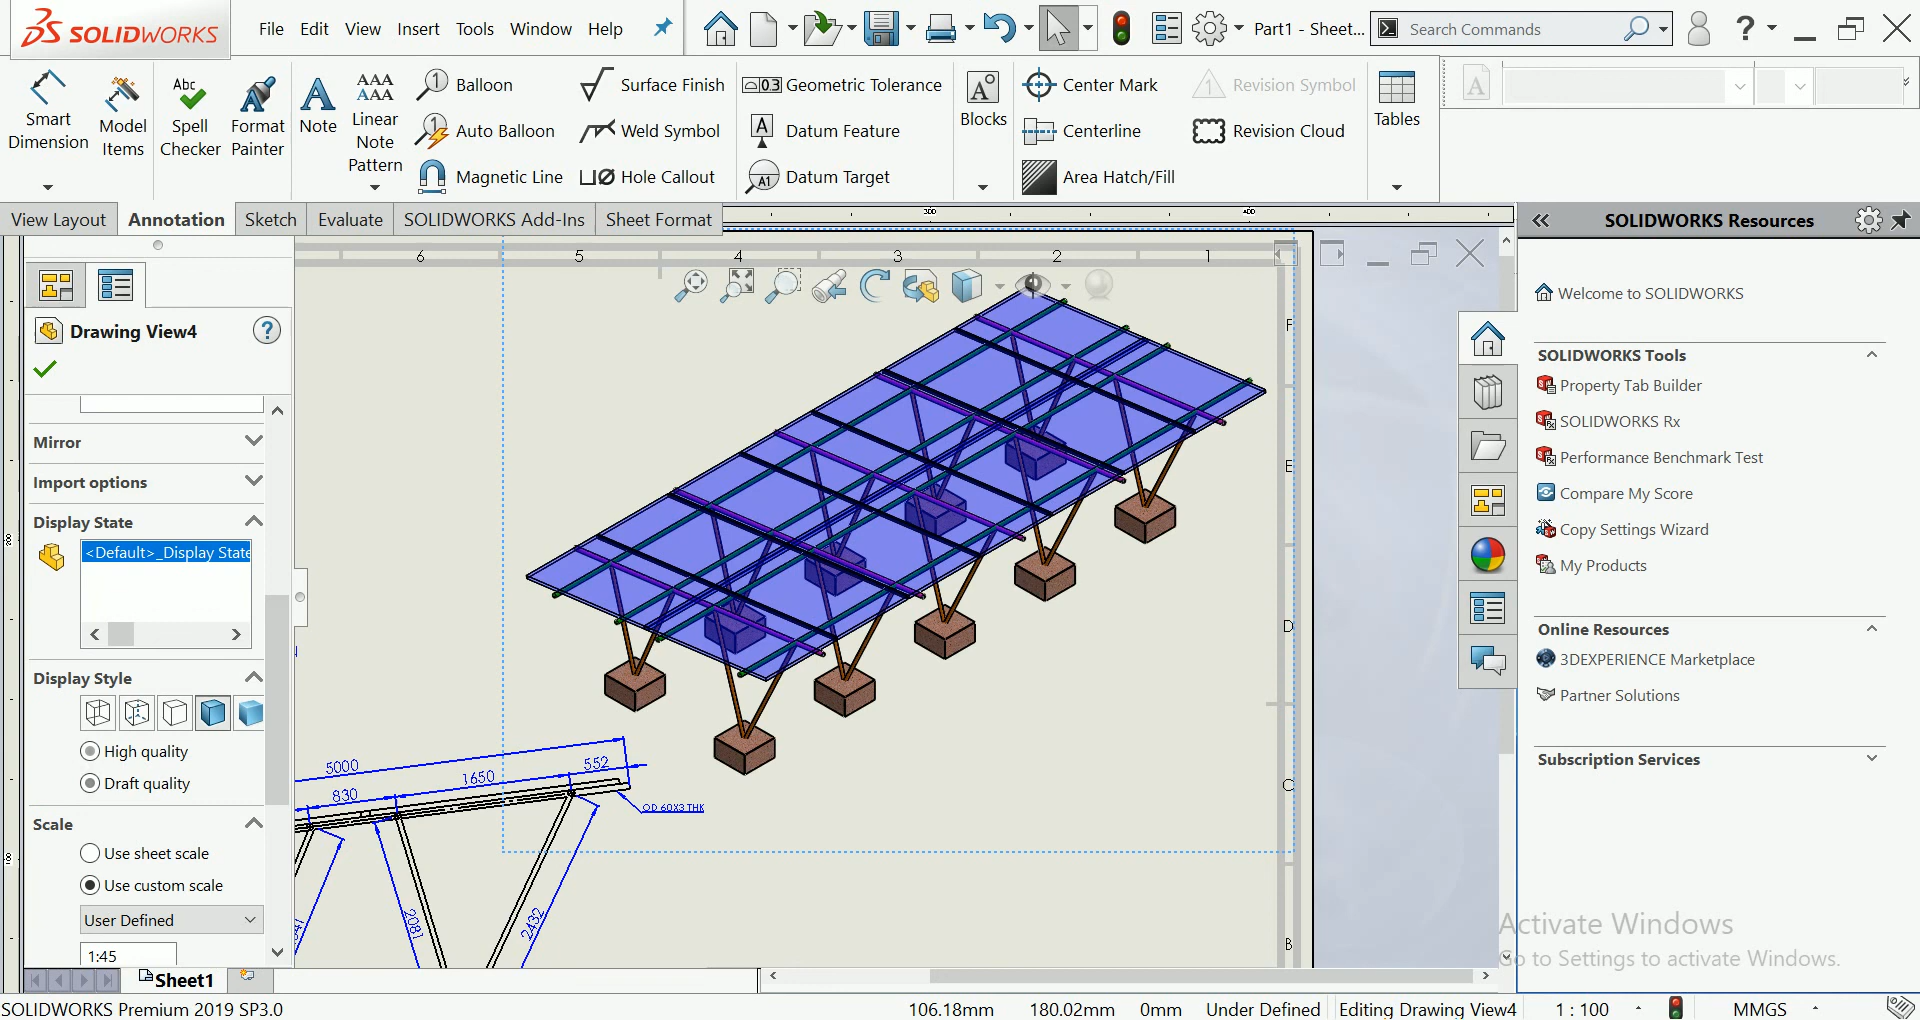 SOLIDWORKS
File Edit View Insert Tools Window Help
Part1 - Sheet...
Search Commands
?
Smart Dimension
Model Items
Abc
Spell Checker
Format Painter
A
Note
AAA
AAA
Linear Note Pattern
Balloon
Auto Balloon
Magnetic Line
Surface Finish
Weld Symbol
Hole Callout
Geometric Tolerance
Datum Feature
Datum Target
Blocks
Center Mark
Centerline
Area Hatch/Fill
Revision Symbol
Revision Cloud
Tables
View Layout Annotation Sketch Evaluate SOLIDWORKS Add-Ins Sheet Format
300 400
6 5 4 3 2 1
F
E
D
C
B
Drawing View4
?
Mirror
Import options
Display State
<Default>_Display State
Display Style
High quality
Draft quality
Scale
Use sheet scale
Use custom scale
User Defined
1:45
5000
830
1650
552
OD 60X3 THK
2081
2432
SOLIDWORKS Resources
Welcome to SOLIDWORKS
SOLIDWORKS Tools
Property Tab Builder
SOLIDWORKS Rx
Performance Benchmark Test
Compare My Score
Copy Settings Wizard
My Products
Online Resources
3DEXPERIENCE Marketplace
Partner Solutions
Subscription Services
Activate Windows
Go to Settings to activate Windows.
Sheet1
SOLIDWORKS Premium 2019 SP3.0
106.18mm 180.02mm 0mm Under Defined Editing Drawing View4 1 : 100 MMGS